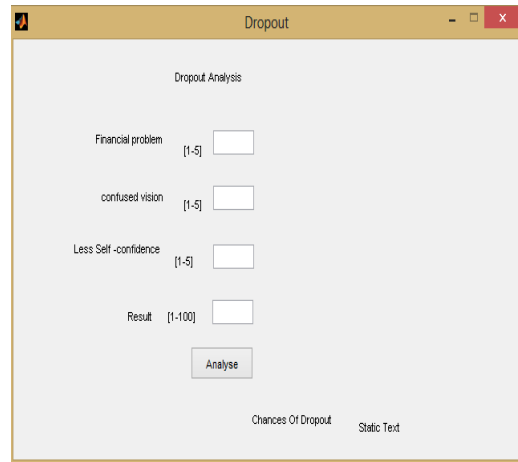 Dropout
Dropout Analysis
Financial problem [1-5]
confused vision [1-5]
Less Self -confidence [1-5]
Result [1-100]
Analyse
Chances Of Dropout Static Text